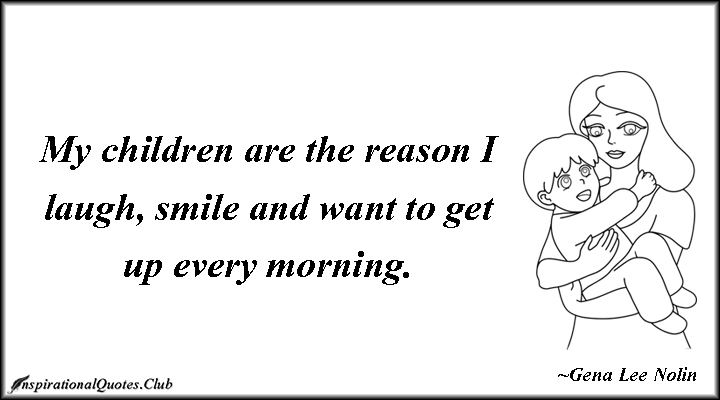 My children are the reason I
laugh, smile and want to get
up every morning.
~Gena Lee Nolin
InspirationalQuotes.Club